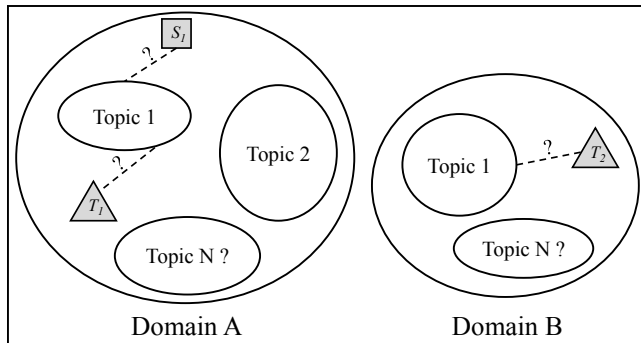 S1
?
Topic 1
Topic 2
?
T1
Topic N ?
Domain A
Topic 1
?
T2
Topic N ?
Domain B